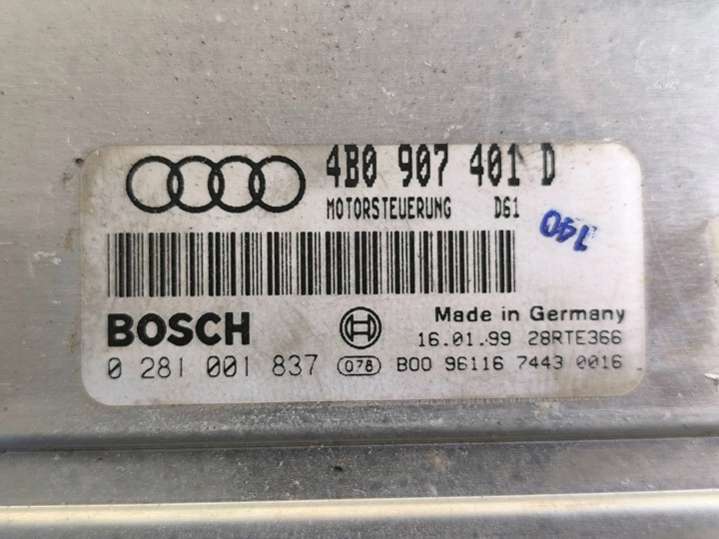 4B0 907 401 D
MOTORSTEUERUNG D61
140
BOSCH
Made in Germany
16.01.99 28RTE366
0 281 001 837 078 B00 96116 7443 0016